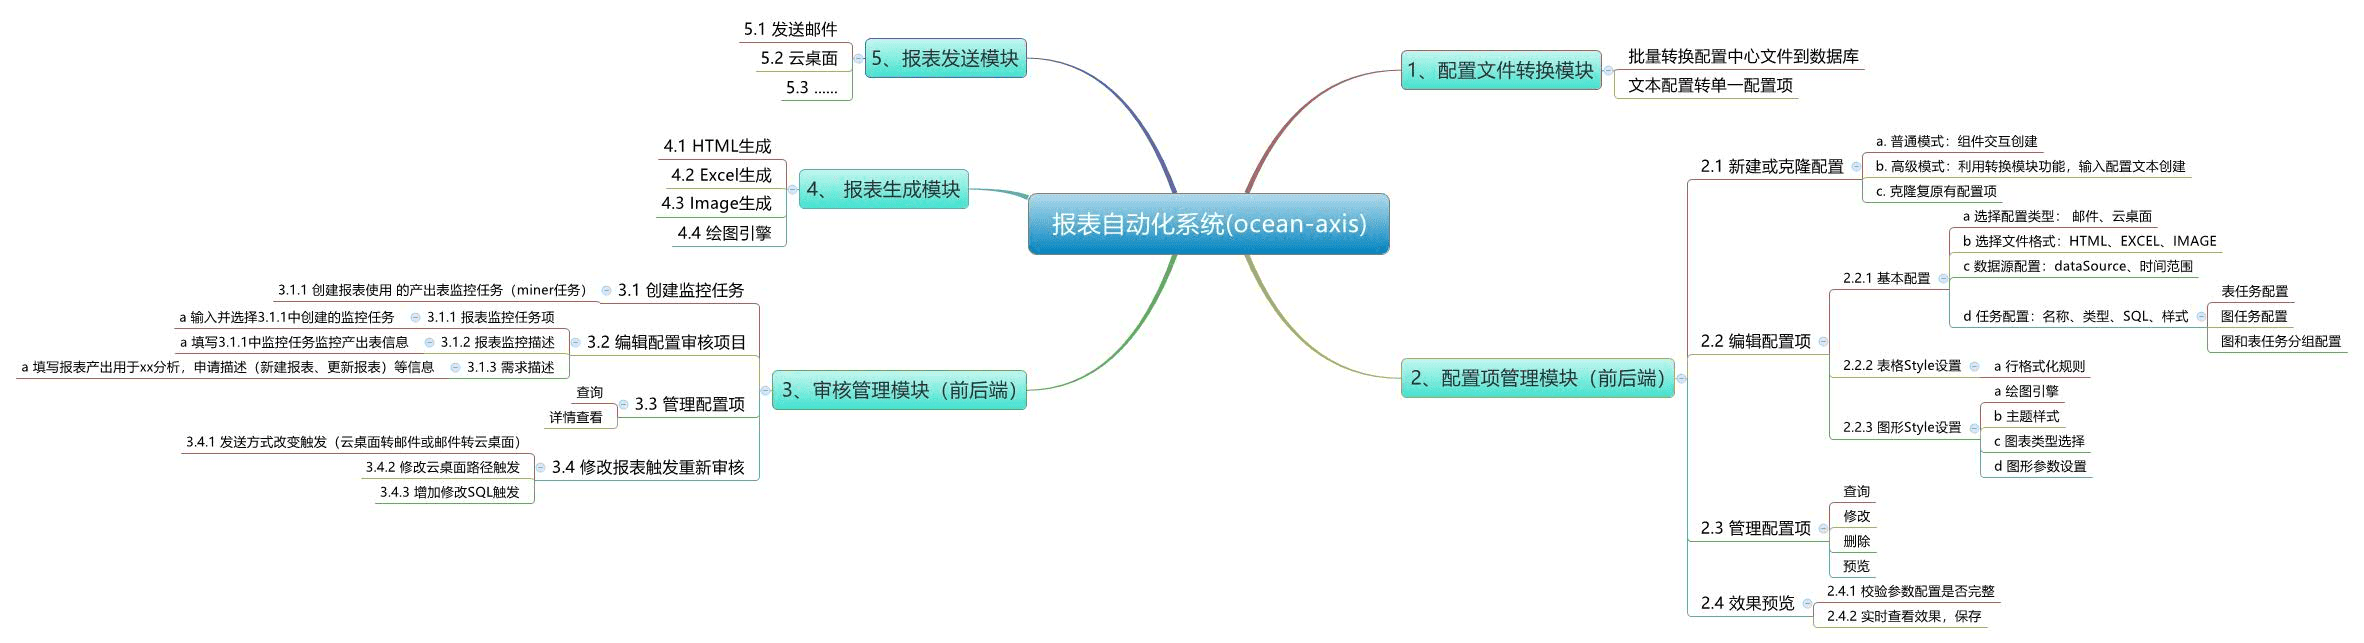 报表自动化系统(ocean-axis)
1、配置文件转换模块
批量转换配置中心文件到数据库
文本配置转单一配置项
2、配置项管理模块（前后端）
2.1 新建或克隆配置
a. 普通模式：组件交互创建
b. 高级模式：利用转换模块功能，输入配置文本创建
c. 克隆复原有配置项
2.2 编辑配置项
2.2.1 基本配置
a 选择配置类型： 邮件、云桌面
b 选择文件格式：HTML、EXCEL、IMAGE
c 数据源配置：dataSource、时间范围
d 任务配置：名称、类型、SQL、样式
表任务配置
图任务配置
图和表任务分组配置
2.2.2 表格Style设置
a 行格式化规则
2.2.3 图形Style设置
a 绘图引擎
b 主题样式
c 图表类型选择
d 图形参数设置
2.3 管理配置项
查询
修改
删除
预览
2.4 效果预览
2.4.1 校验参数配置是否完整
2.4.2 实时查看效果，保存
3、审核管理模块（前后端）
3.1 创建监控任务
3.1.1 创建报表使用 的产出表监控任务（miner任务）
3.2 编辑配置审核项目
3.1.1 报表监控任务项
a 输入并选择3.1.1中创建的监控任务
3.1.2 报表监控描述
a 填写3.1.1中监控任务监控产出表信息
3.1.3 需求描述
a 填写报表产出用于xx分析，申请描述（新建报表、更新报表）等信息
3.3 管理配置项
查询
详情查看
3.4 修改报表触发重新审核
3.4.1 发送方式改变触发（云桌面转邮件或邮件转云桌面）
3.4.2 修改云桌面路径触发
3.4.3 增加修改SQL触发
4、 报表生成模块
4.1 HTML生成
4.2 Excel生成
4.3 Image生成
4.4 绘图引擎
5、报表发送模块
5.1 发送邮件
5.2 云桌面
5.3 ......